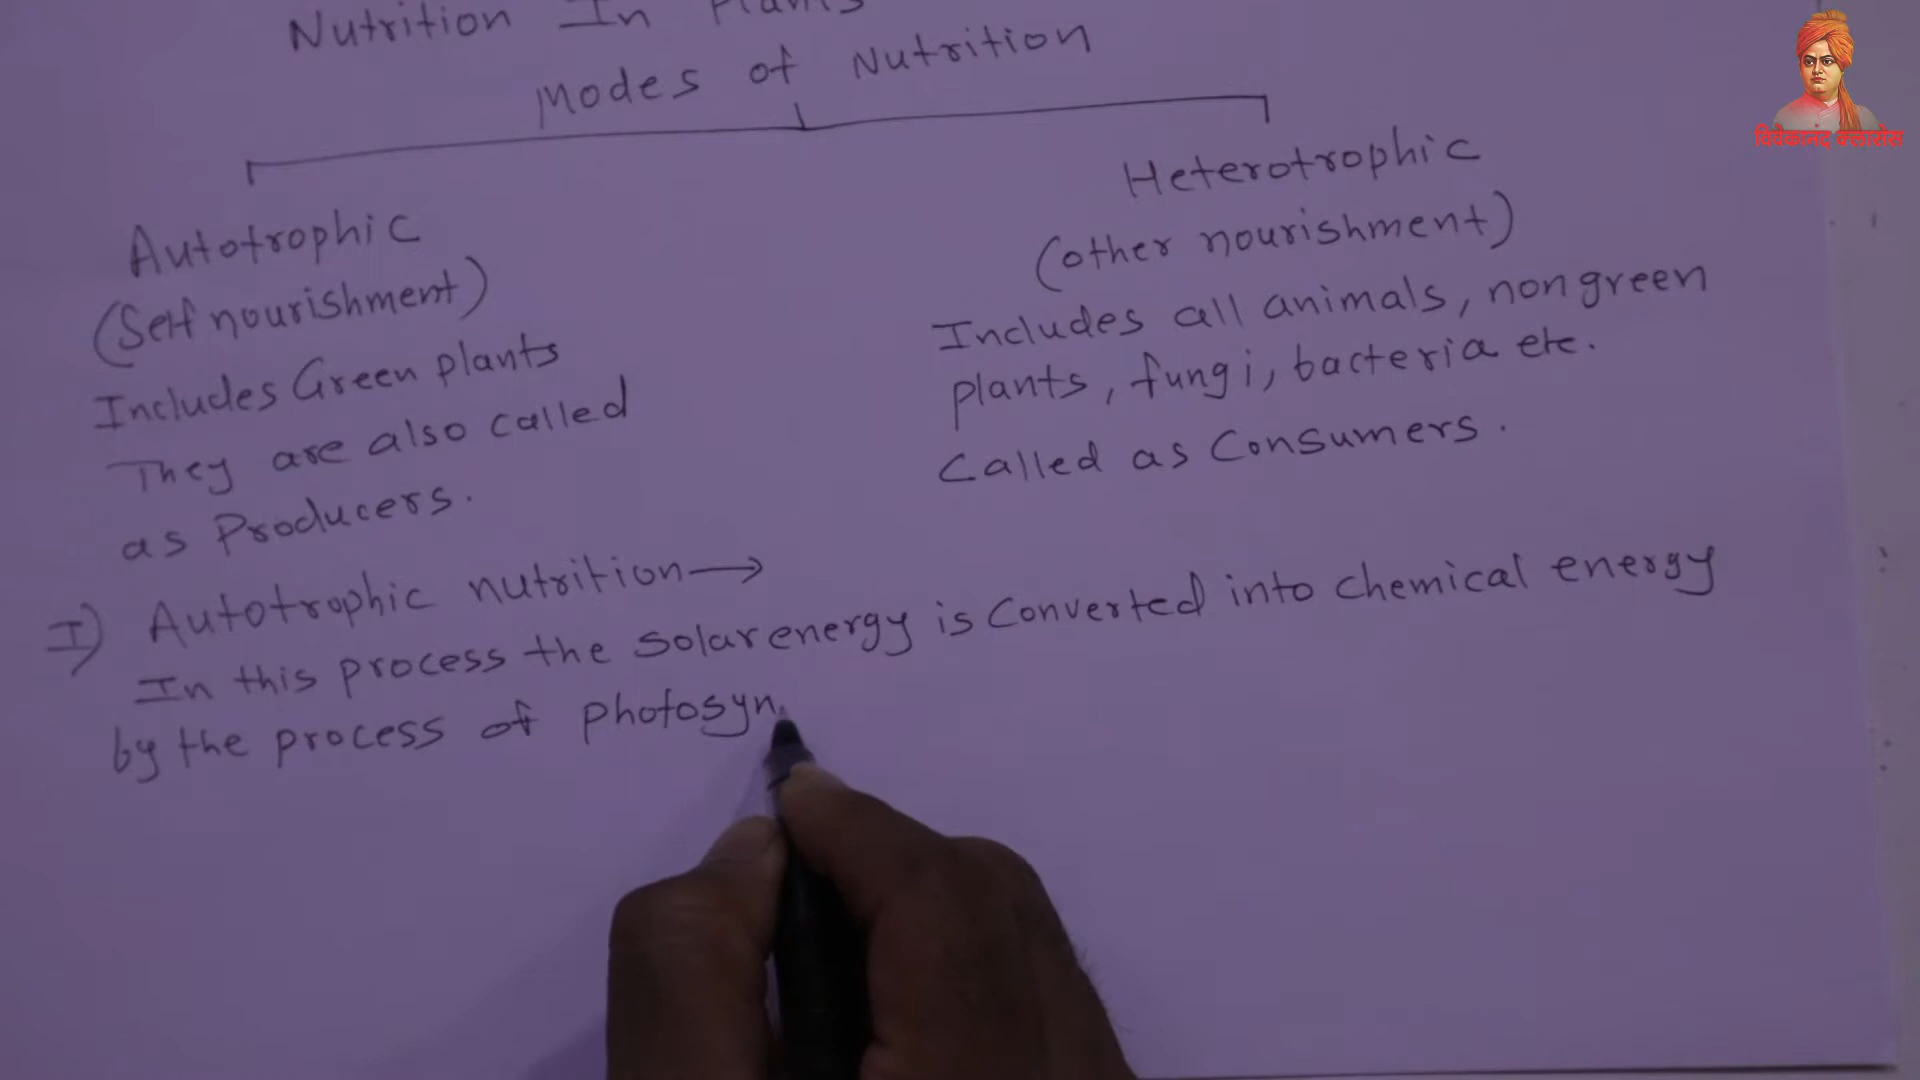 Nutrition In Plants
Modes of Nutrition
Autotrophic
(Self nourishment)
Includes Green plants
They are also called
as Producers.
Heterotrophic
(other nourishment)
Includes all animals, non green
plants, fungi, bacteria etc.
Called as Consumers.
I) Autotrophic nutrition→
In this process the solar energy is converted into chemical energy
by the process of photosyn
विवेकानंद क्लासेस